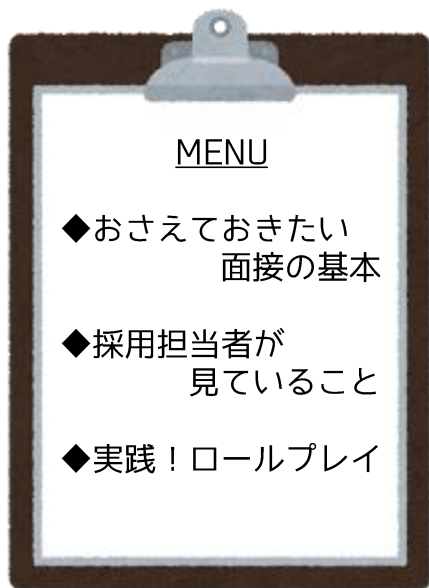 MENU
◆おさえておきたい
面接の基本
◆採用担当者が
見ていること
◆実践！ロールプレイ